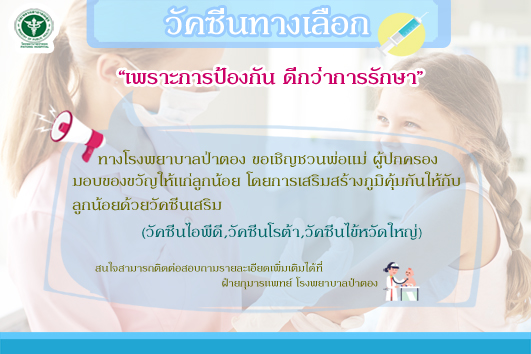 วัคซีนทางเลือก
“เพราะการป้องกัน ดีกว่าการรักษา”
ทางโรงพยาบาลป่าตอง ขอเชิญชวนพ่อแม่ ผู้ปกครอง
มอบของขวัญให้แก่ลูกน้อย โดยการเสริมสร้างภูมิคุ้มกันให้กับ
ลูกน้อยด้วยวัคซีนเสริม
(วัคซีนไอพีดี,วัคซีนโรต้า,วัคซีนไข้หวัดใหญ่)
สนใจสามารถติดต่อสอบถามรายละเอียดเพิ่มเติมได้ที่
ฝ่ายกุมารแพทย์ โรงพยาบาลป่าตอง